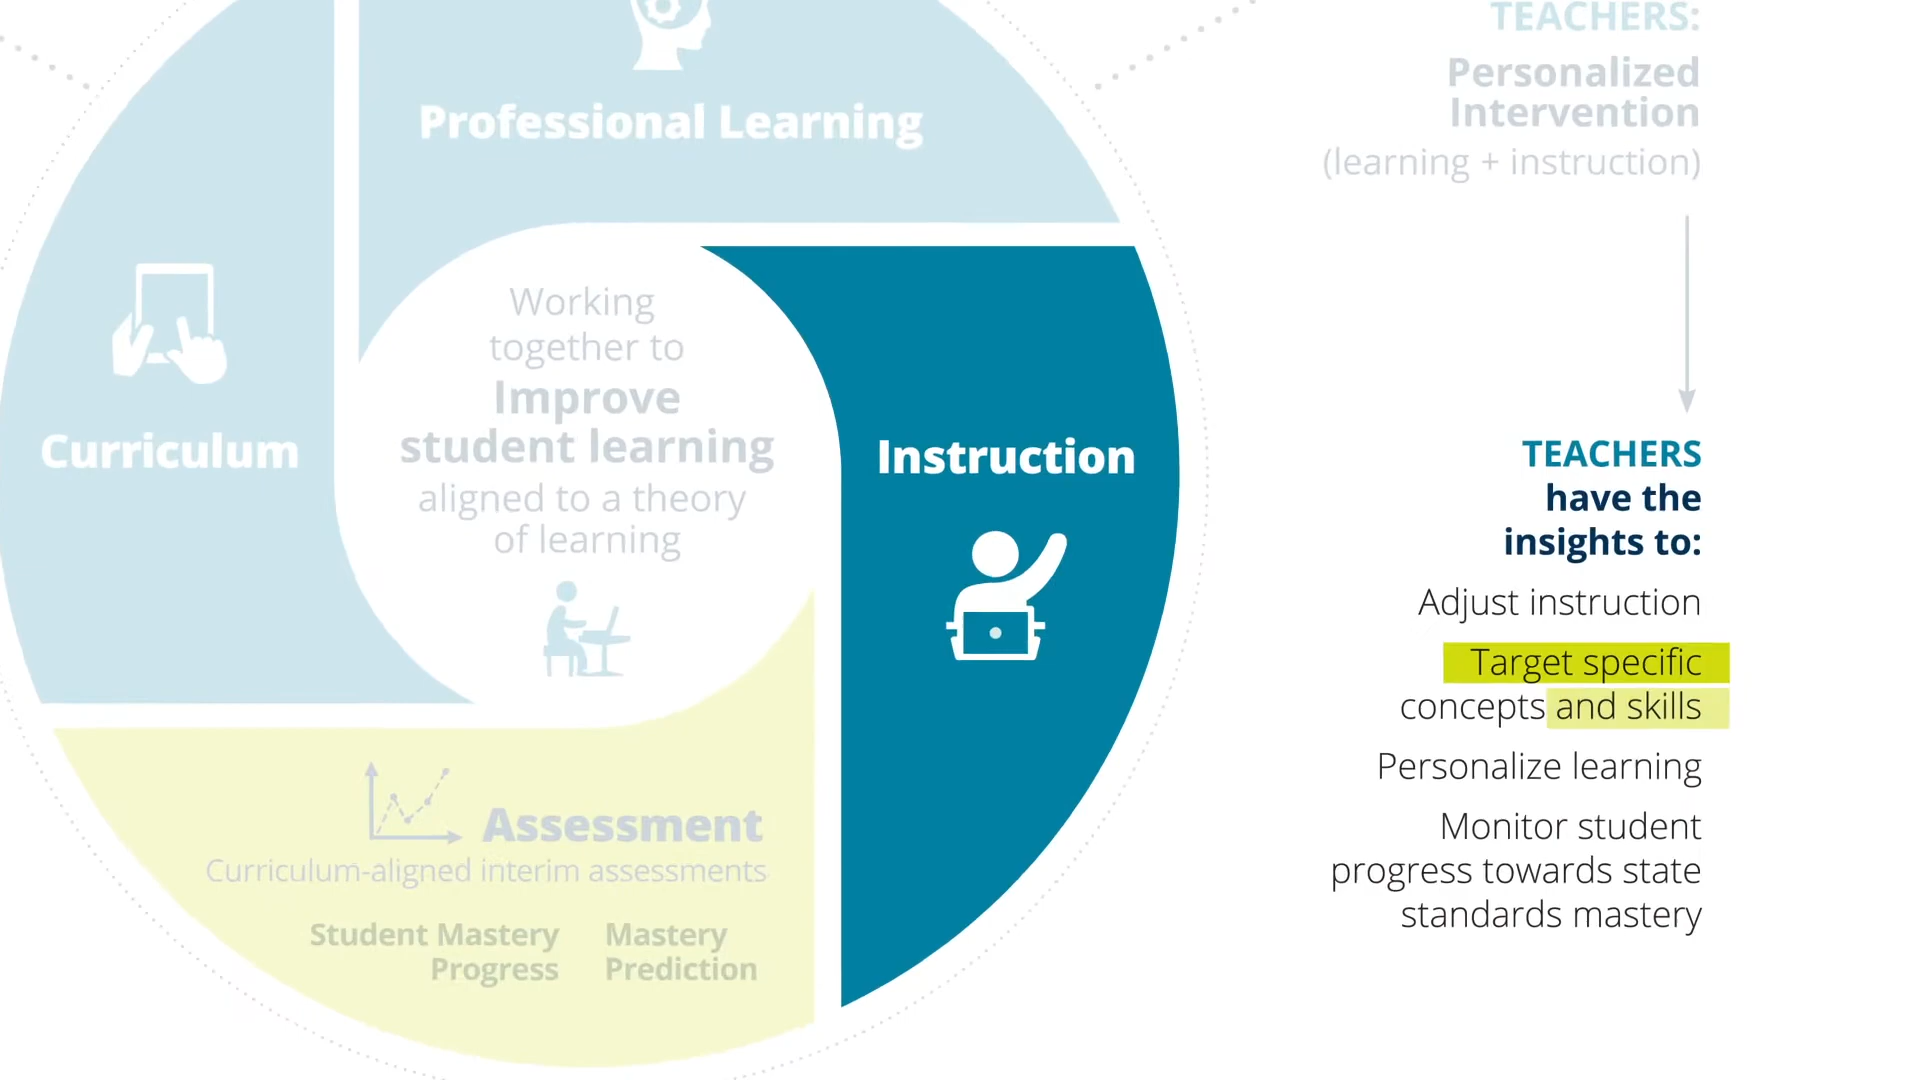 Professional Learning
Curriculum
Working
together to
Improve
student learning
aligned to a theory
of learning
Instruction
Assessment
Curriculum-aligned interim assessments
Student Mastery
Progress
Mastery
Prediction
TEACHERS:
Personalized
Intervention
(learning + instruction)
TEACHERS
have the
insights to:
Adjust instruction
Target specific
concepts and skills
Personalize learning
Monitor student
progress towards state
standards mastery